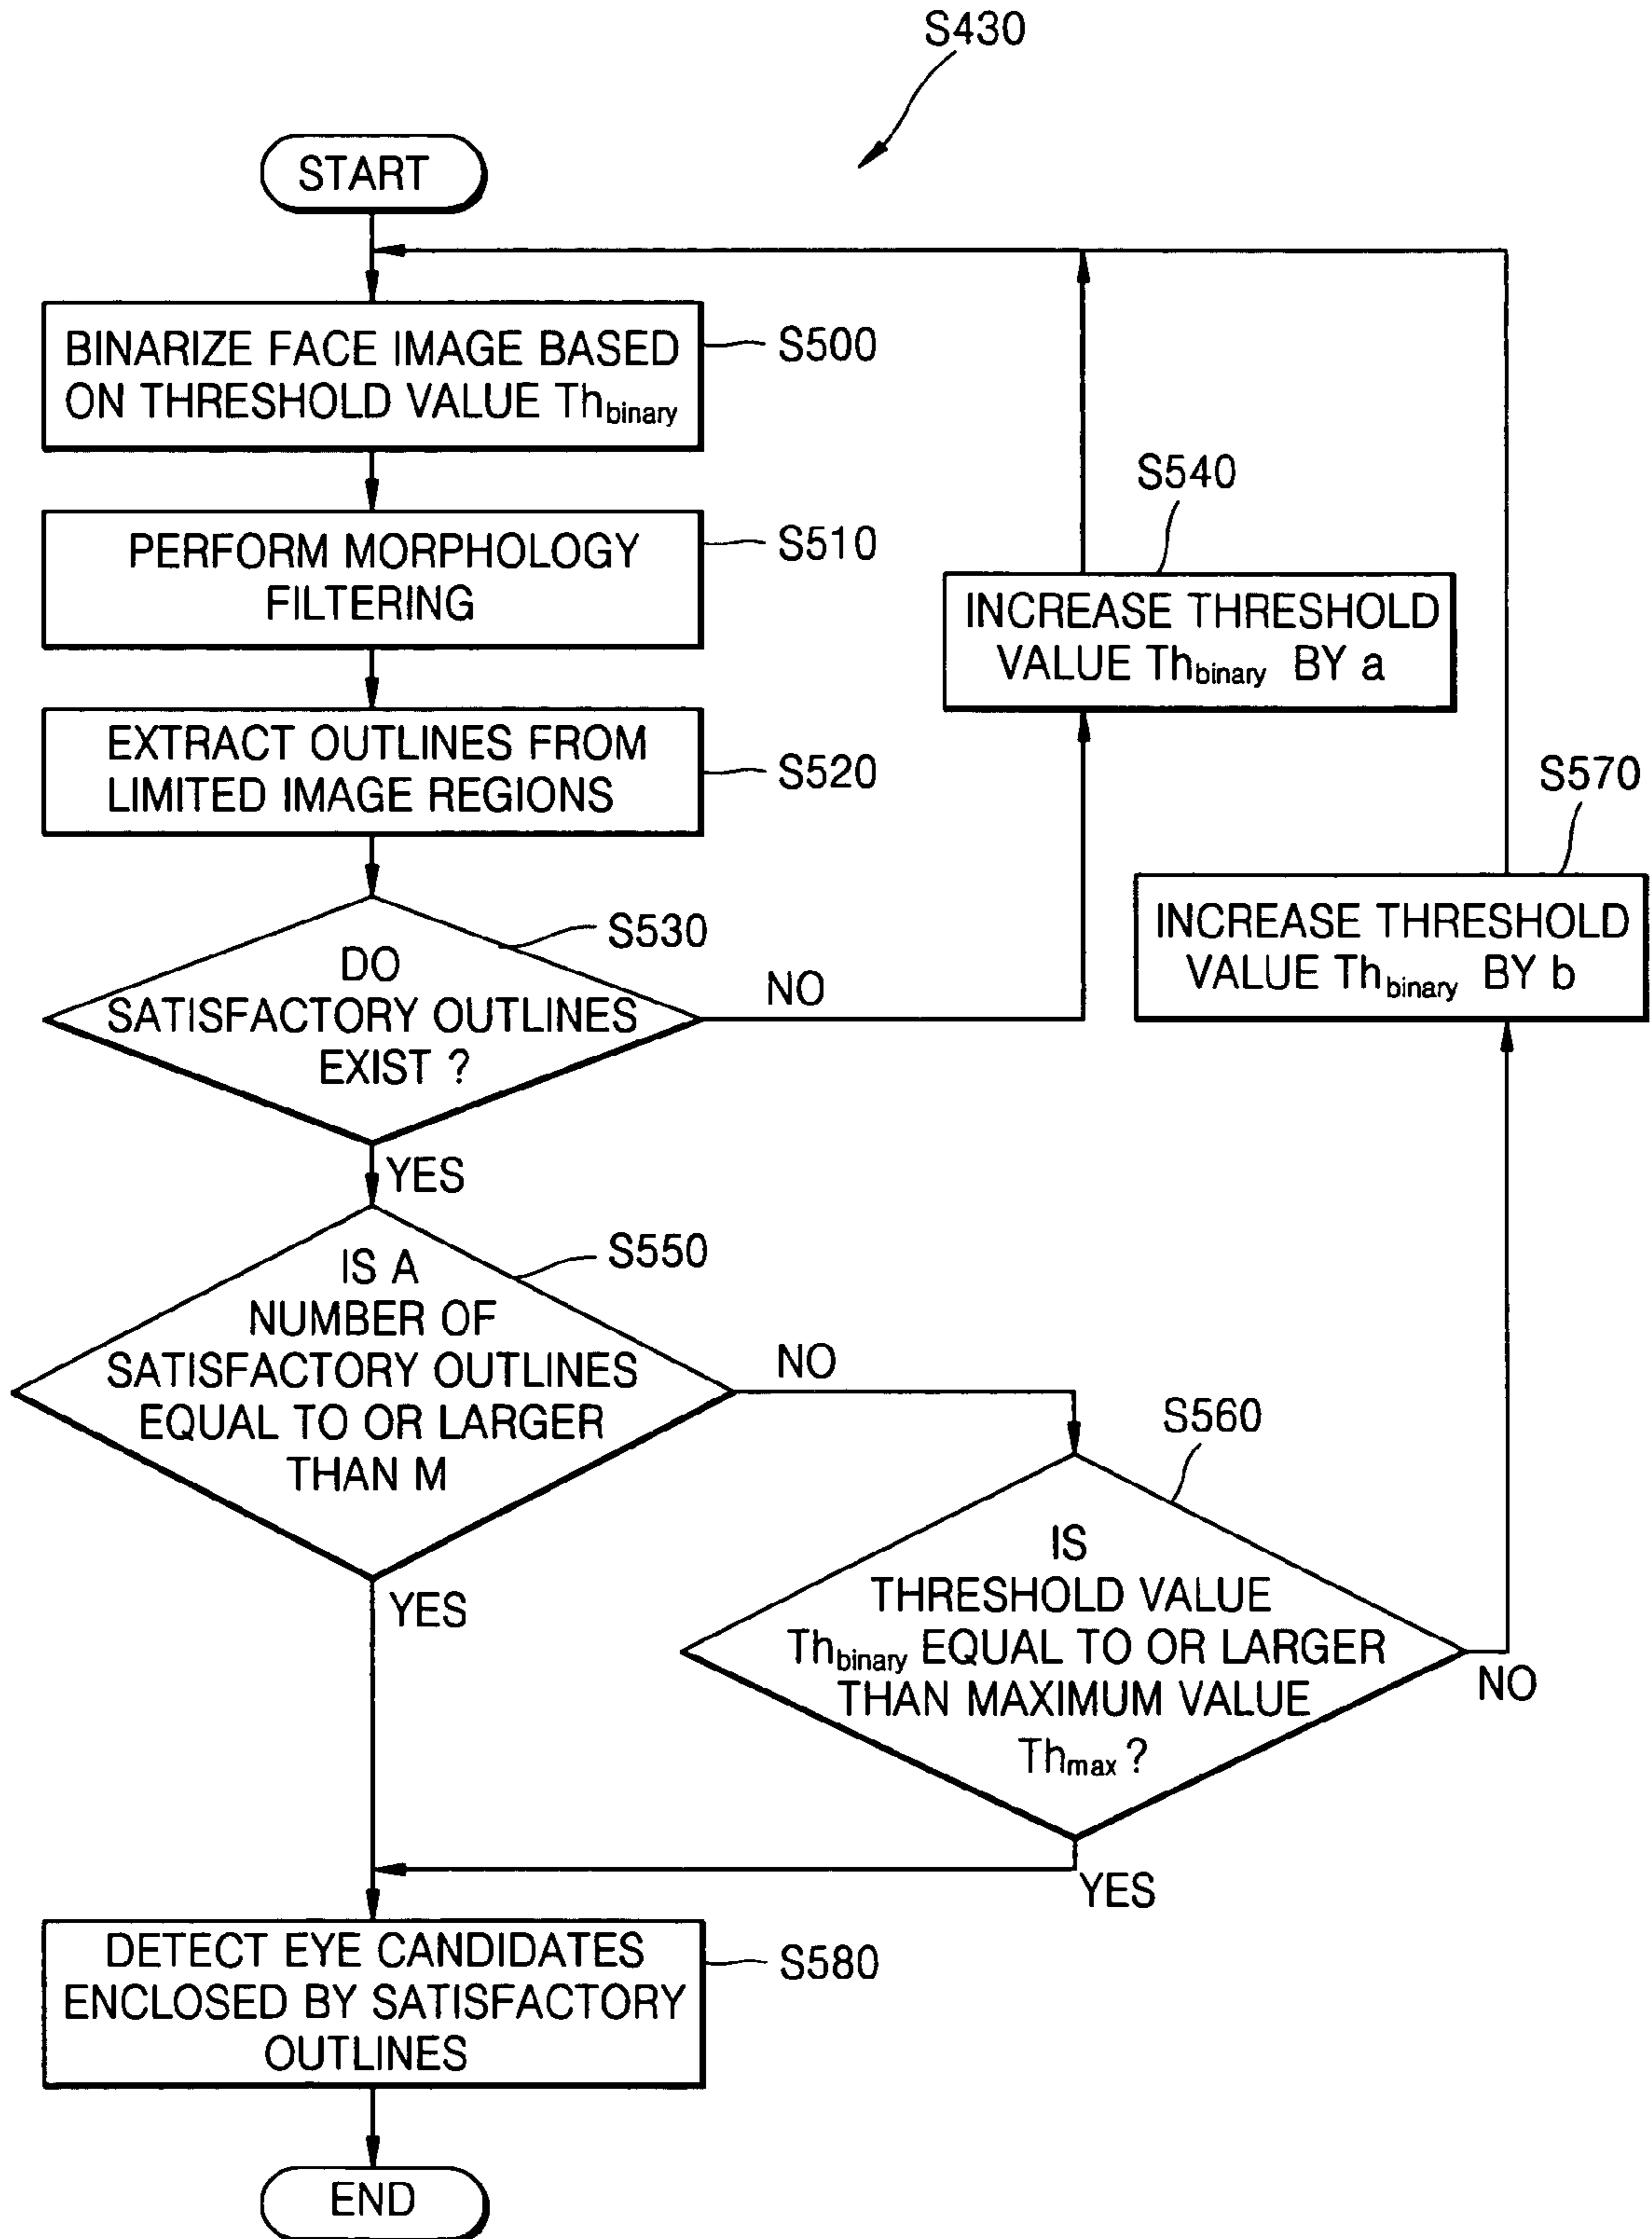 S430
START
BINARIZE FACE IMAGE BASED
ON THRESHOLD VALUE Thbinary
S500
PERFORM MORPHOLOGY
FILTERING
S510
EXTRACT OUTLINES FROM
LIMITED IMAGE REGIONS
S520
DO
SATISFACTORY OUTLINES
EXIST ?
S530
NO
YES
S540
INCREASE THRESHOLD
VALUE Thbinary BY a
S570
INCREASE THRESHOLD
VALUE Thbinary BY b
IS A
NUMBER OF
SATISFACTORY OUTLINES
EQUAL TO OR LARGER
THAN M
S550
NO
YES
S560
IS
THRESHOLD VALUE
Thbinary EQUAL TO OR LARGER
THAN MAXIMUM VALUE
Thmax ?
NO
YES
DETECT EYE CANDIDATES
ENCLOSED BY SATISFACTORY
OUTLINES
S580
END